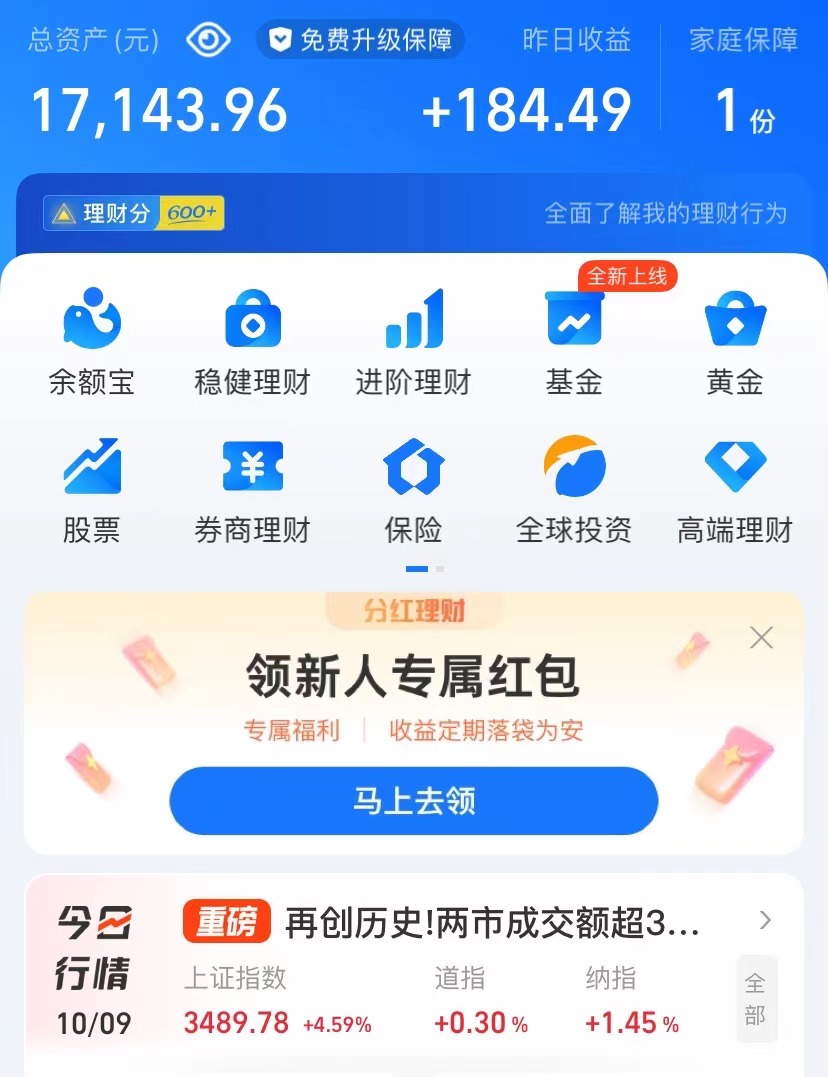 总资产(元) 免费升级保障 昨日收益 家庭保障
17,143.96 +184.49 1份
理财分 600+ 全面了解我的理财行为
全新上线
余额宝 稳健理财 进阶理财 基金 黄金
股票 券商理财 保险 全球投资 高端理财
分红理财
领新人专属红包
专属福利 | 收益定期落袋为安
马上去领
今日行情 重磅 再创历史!两市成交额超3...
上证指数 道指 纳指 全部
10/09 3489.78 +4.59% +0.30% +1.45%